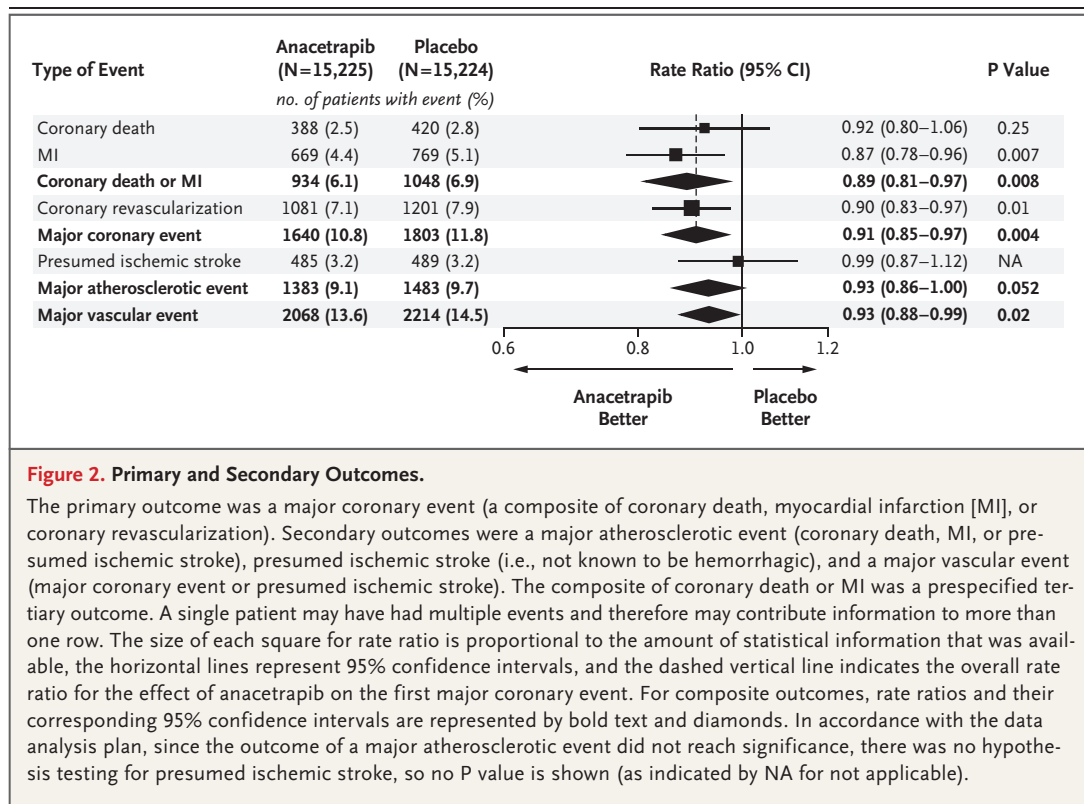 Type of Event
Anacetrapib
(N=15,225)
Placebo
(N=15,224)
Rate Ratio (95% CI)
P Value
no. of patients with event (%)
Coronary death 388 (2.5) 420 (2.8) 0.92 (0.80–1.06) 0.25
MI 669 (4.4) 769 (5.1) 0.87 (0.78–0.96) 0.007
Coronary death or MI 934 (6.1) 1048 (6.9) 0.89 (0.81–0.97) 0.008
Coronary revascularization 1081 (7.1) 1201 (7.9) 0.90 (0.83–0.97) 0.01
Major coronary event 1640 (10.8) 1803 (11.8) 0.91 (0.85–0.97) 0.004
Presumed ischemic stroke 485 (3.2) 489 (3.2) 0.99 (0.87–1.12) NA
Major atherosclerotic event 1383 (9.1) 1483 (9.7) 0.93 (0.86–1.00) 0.052
Major vascular event 2068 (13.6) 2214 (14.5) 0.93 (0.88–0.99) 0.02
0.6 0.8 1.0 1.2
Anacetrapib
Better
Placebo
Better
Figure 2. Primary and Secondary Outcomes.
The primary outcome was a major coronary event (a composite of coronary death, myocardial infarction [MI], or
coronary revascularization). Secondary outcomes were a major atherosclerotic event (coronary death, MI, or pre-
sumed ischemic stroke), presumed ischemic stroke (i.e., not known to be hemorrhagic), and a major vascular event
(major coronary event or presumed ischemic stroke). The composite of coronary death or MI was a prespecified ter-
tiary outcome. A single patient may have had multiple events and therefore may contribute information to more than
one row. The size of each square for rate ratio is proportional to the amount of statistical information that was avail-
able, the horizontal lines represent 95% confidence intervals, and the dashed vertical line indicates the overall rate
ratio for the effect of anacetrapib on the first major coronary event. For composite outcomes, rate ratios and their
corresponding 95% confidence intervals are represented by bold text and diamonds. In accordance with the data
analysis plan, since the outcome of a major atherosclerotic event did not reach significance, there was no hypothe-
sis testing for presumed ischemic stroke, so no P value is shown (as indicated by NA for not applicable).